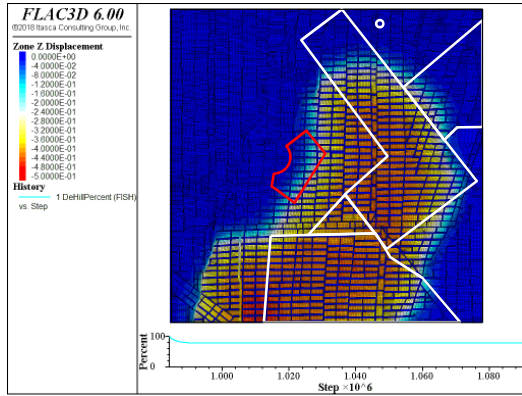 FLAC3D 6.00
©2018 Itasca Consulting Group, Inc.
Zone Z Displacement
0.0000E+00
-4.0000E-02
-8.0000E-02
-1.2000E-01
-1.6000E-01
-2.0000E-01
-2.4000E-01
-2.8000E-01
-3.2000E-01
-3.6000E-01
-4.0000E-01
-4.4000E-01
-4.8000E-01
-5.0000E-01
History
1 DeHillPercent (FISH)
vs. Step
Percent
100
0
1.000 1.020 1.040 1.060 1.080
Step ×10^6